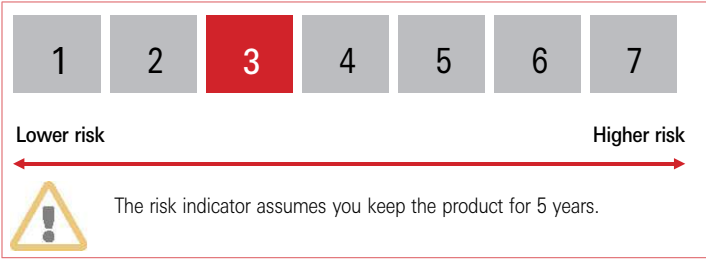 1 2 3 4 5 6 7
Lower risk Higher risk
The risk indicator assumes you keep the product for 5 years.